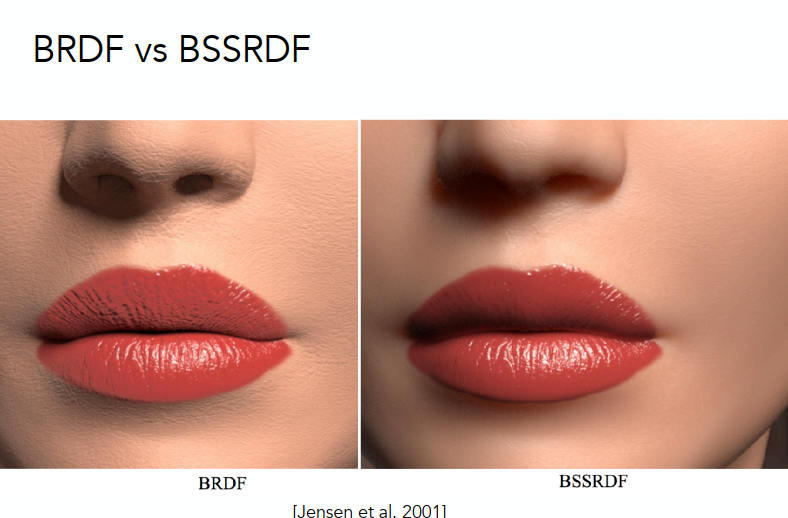 BRDF vs BSSRDF
BRDF
BSSRDF
[Jensen et al. 2001]